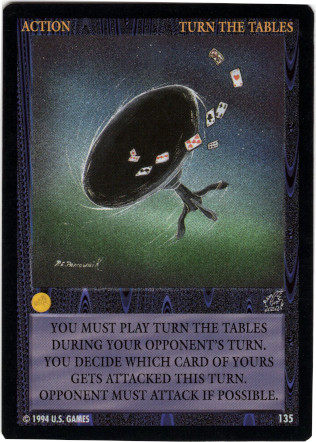 ACTION TURN THE TABLES
YOU MUST PLAY TURN THE TABLES
DURING YOUR OPPONENT'S TURN.
YOU DECIDE WHICH CARD OF YOURS
GETS ATTACKED THIS TURN.
OPPONENT MUST ATTACK IF POSSIBLE.
© 1994 U.S. GAMES 135